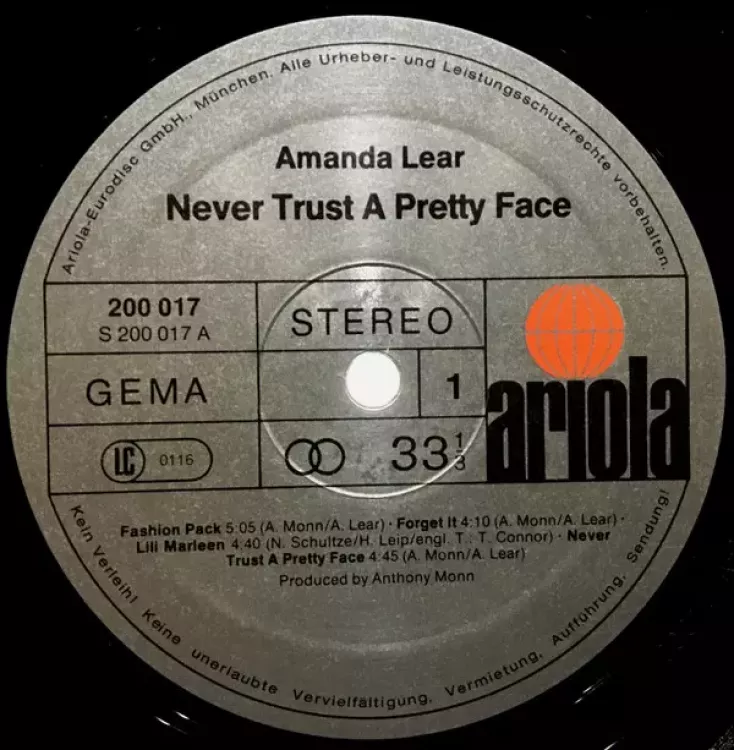 Ariola-Eurodisc GmbH., München. Alle Urheber- und Leistungsschutzrechte vorbehalten.
Amanda Lear
Never Trust A Pretty Face
200 017
S 200 017 A
STEREO
GEMA
1
LC 0116
33 1/3
ariola
Fashion Pack 5:05 (A. Monn/A. Lear) · Forget It 4:10 (A. Monn/A. Lear) ·
Lili Marleen 4:40 (N. Schultze/H. Leip/engl. T.: T. Connor) · Never
Trust A Pretty Face 4:45 (A. Monn/A. Lear)
Produced by Anthony Monn
Kein Verleih! Keine unerlaubte Vervielfältigung, Vermietung, Aufführung, Sendung!